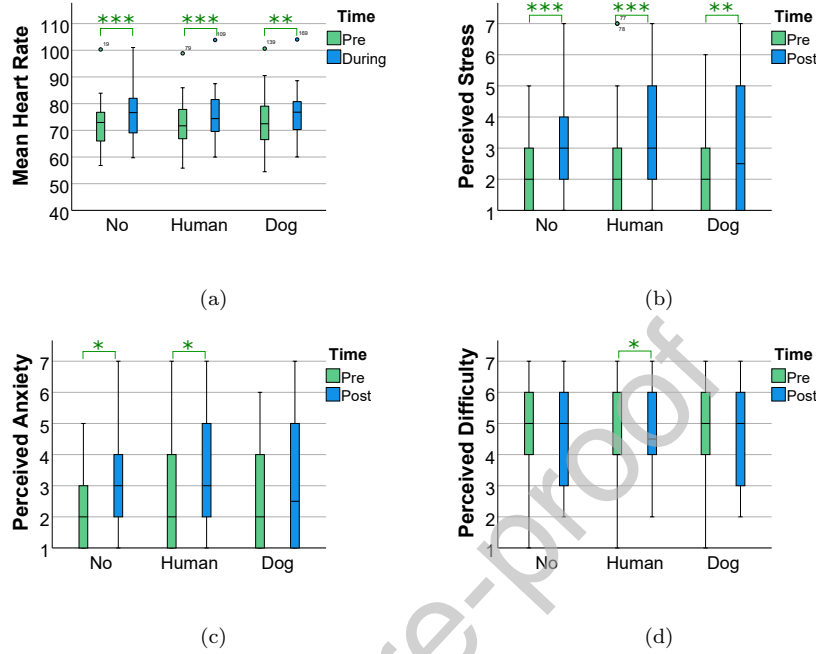 *** *** **
Time
Pre
During
Mean Heart Rate
110
100
90
80
70
60
50
40
19
79
109
139
169
No Human Dog
(a)
*** *** **
Time
Pre
Post
Perceived Stress
7
6
5
4
3
2
1
77
78
No Human Dog
(b)
* *
Time
Pre
Post
Perceived Anxiety
7
6
5
4
3
2
1
No Human Dog
(c)
*
Time
Pre
Post
Perceived Difficulty
7
6
5
4
3
2
1
No Human Dog
(d)
re-proof